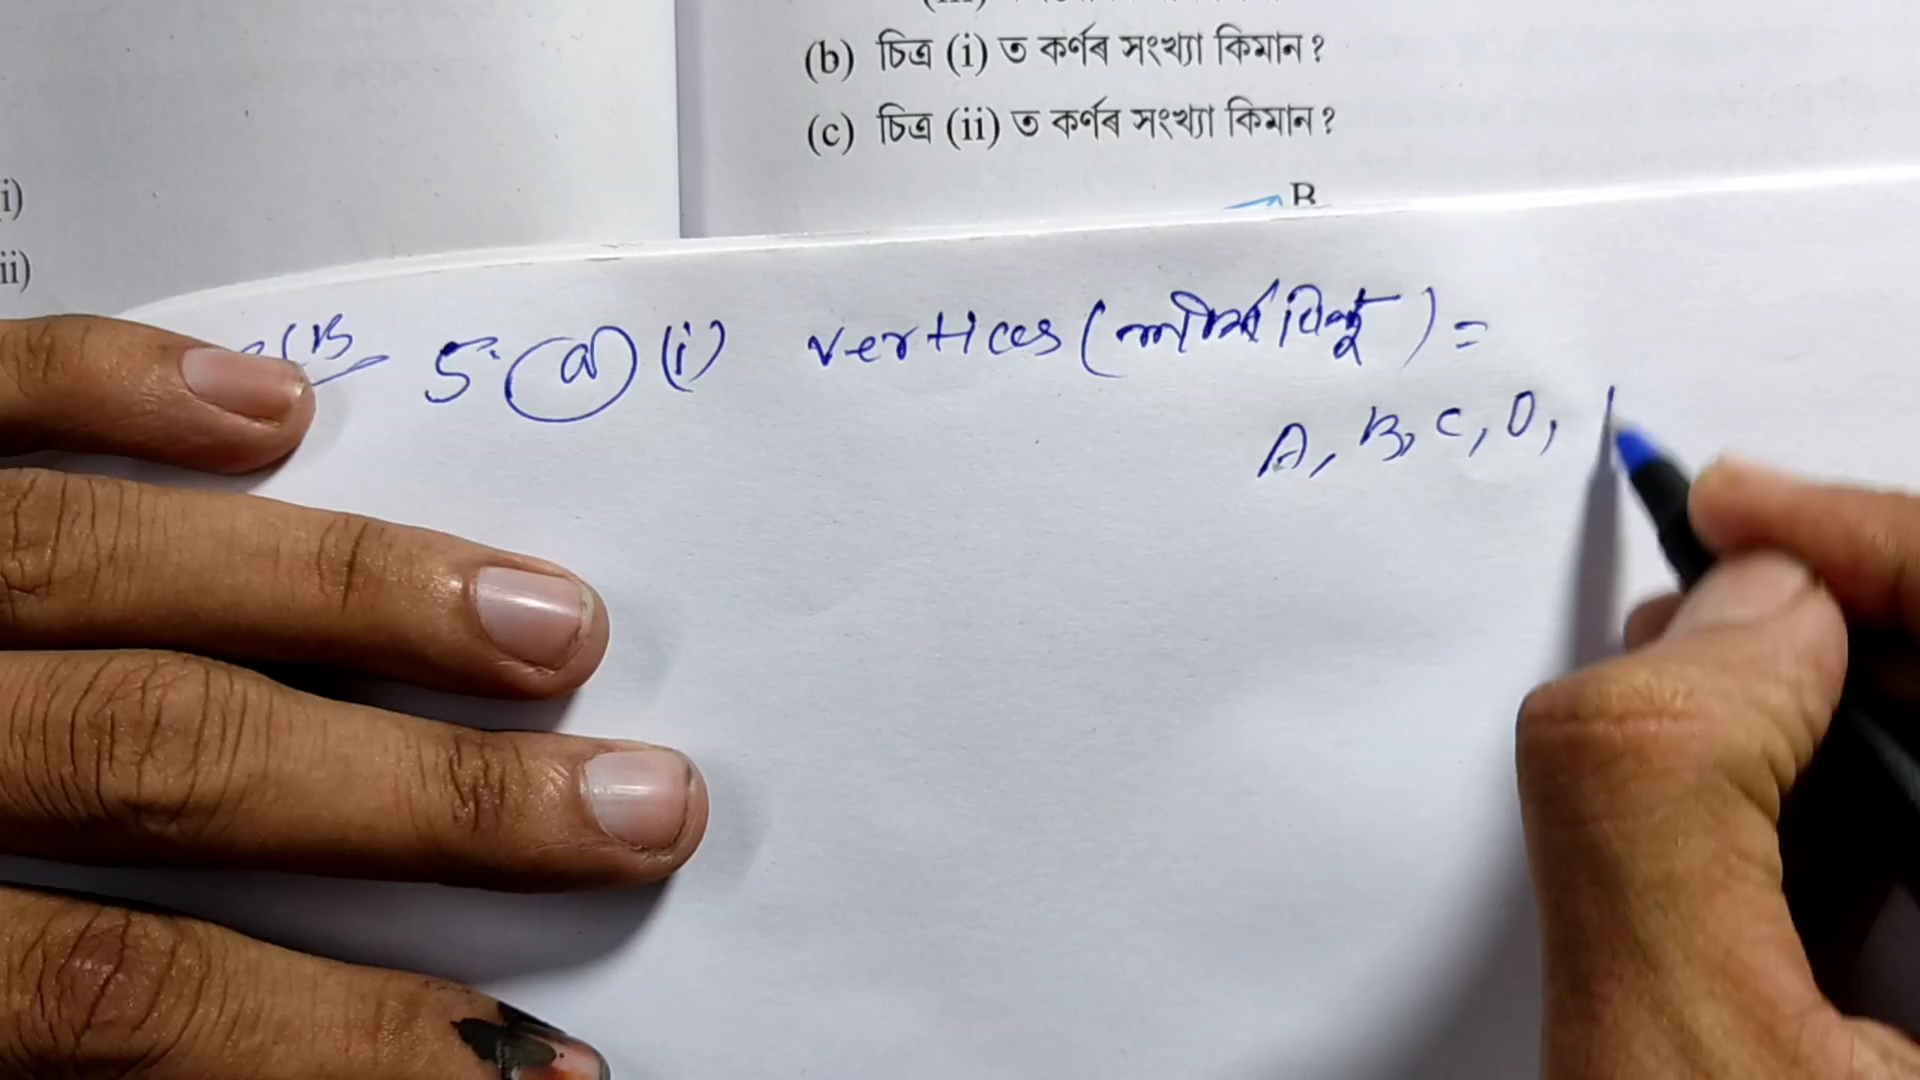 (b) চিত্ৰ (i) ত কৰ্ণৰ সংখ্যা কিমান?
(c) চিত্ৰ (ii) ত কৰ্ণৰ সংখ্যা কিমান?
B
i)
ii)
5. (a) (i) vertices (শীৰ্ষ বিন্দু) =
A, B, C, D,